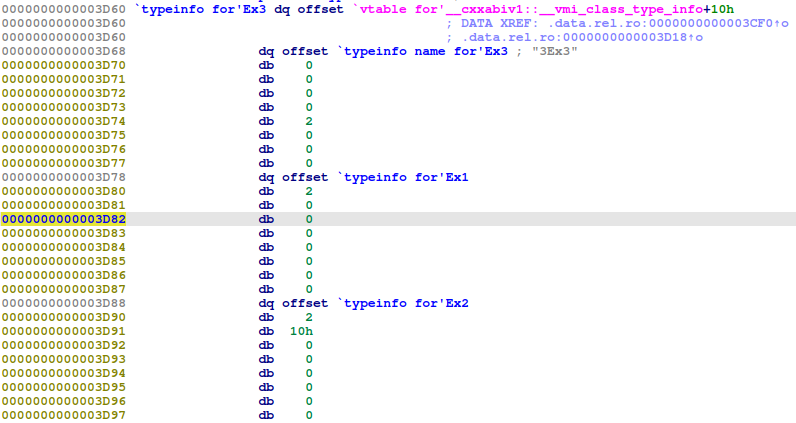 0000000000003D60 `typeinfo for'Ex3 dq offset `vtable for'__cxxabiv1::__vmi_class_type_info+10h
0000000000003D60 ; DATA XREF: .data.rel.ro:0000000000003CF0↑o
0000000000003D60 ; .data.rel.ro:0000000000003D18↑o
0000000000003D68 dq offset `typeinfo name for'Ex3 ; "3Ex3"
0000000000003D70 db 0
0000000000003D71 db 0
0000000000003D72 db 0
0000000000003D73 db 0
0000000000003D74 db 2
0000000000003D75 db 0
0000000000003D76 db 0
0000000000003D77 db 0
0000000000003D78 dq offset `typeinfo for'Ex1
0000000000003D80 db 2
0000000000003D81 db 0
0000000000003D82 db 0
0000000000003D83 db 0
0000000000003D84 db 0
0000000000003D85 db 0
0000000000003D86 db 0
0000000000003D87 db 0
0000000000003D88 dq offset `typeinfo for'Ex2
0000000000003D90 db 2
0000000000003D91 db 10h
0000000000003D92 db 0
0000000000003D93 db 0
0000000000003D94 db 0
0000000000003D95 db 0
0000000000003D96 db 0
0000000000003D97 db 0